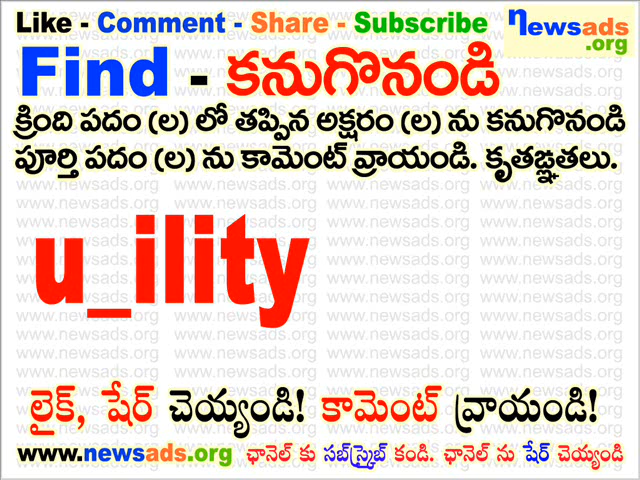 Like - Comment - Share - Subscribe
newsads
.org
Find - కనుగొనండి
క్రింది పదం (ల) లో తప్పిన అక్షరం (ల) ను కనుగొనండి
పూర్తి పదం (ల) ను కామెంట్ వ్రాయండి. కృతఙ్ఞతలు.
u_ility
లైక్, షేర్ చెయ్యండి! కామెంట్ వ్రాయండి!
www.newsads.org ఛానెల్ కు సబ్‌స్క్రైబ్ కండి. ఛానెల్ ను షేర్ చెయ్యండి